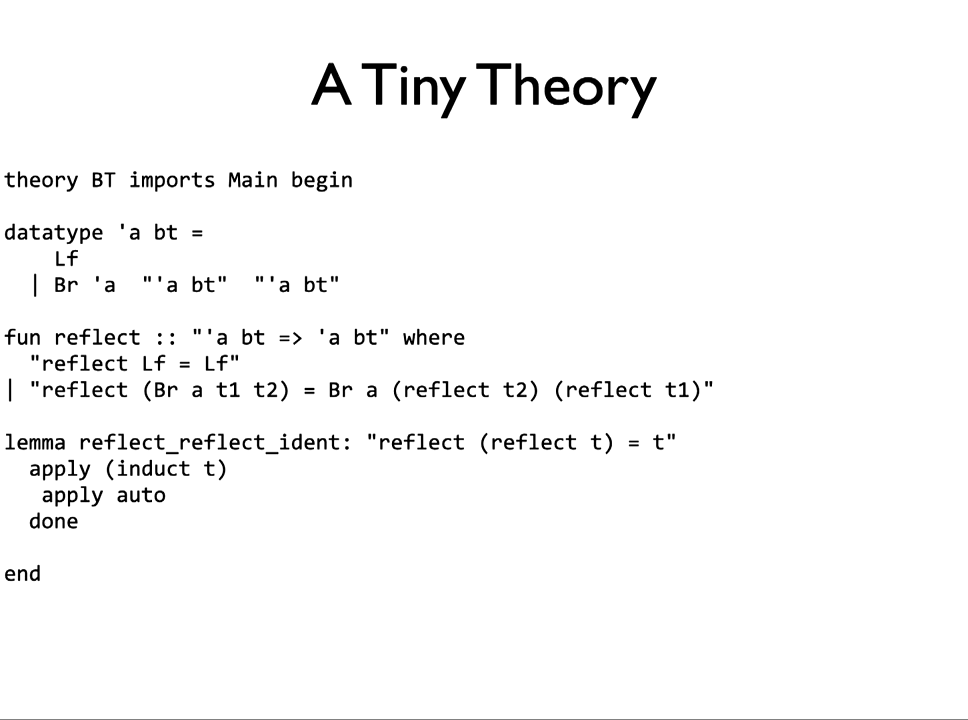 A Tiny Theory
theory BT imports Main begin
datatype 'a bt =
    Lf
  | Br 'a  "'a bt"  "'a bt"
fun reflect :: "'a bt => 'a bt" where
  "reflect Lf = Lf"
| "reflect (Br a t1 t2) = Br a (reflect t2) (reflect t1)"
lemma reflect_reflect_ident: "reflect (reflect t) = t"
  apply (induct t)
   apply auto
  done
end